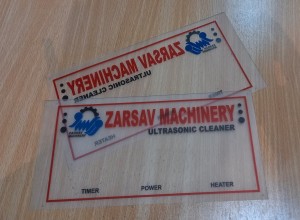 ZARSAV MACHINERY
ULTRASONIC CLEANER
ZARSAV MACHINERY
ULTRASONIC CLEANER
TIMER POWER HEATER